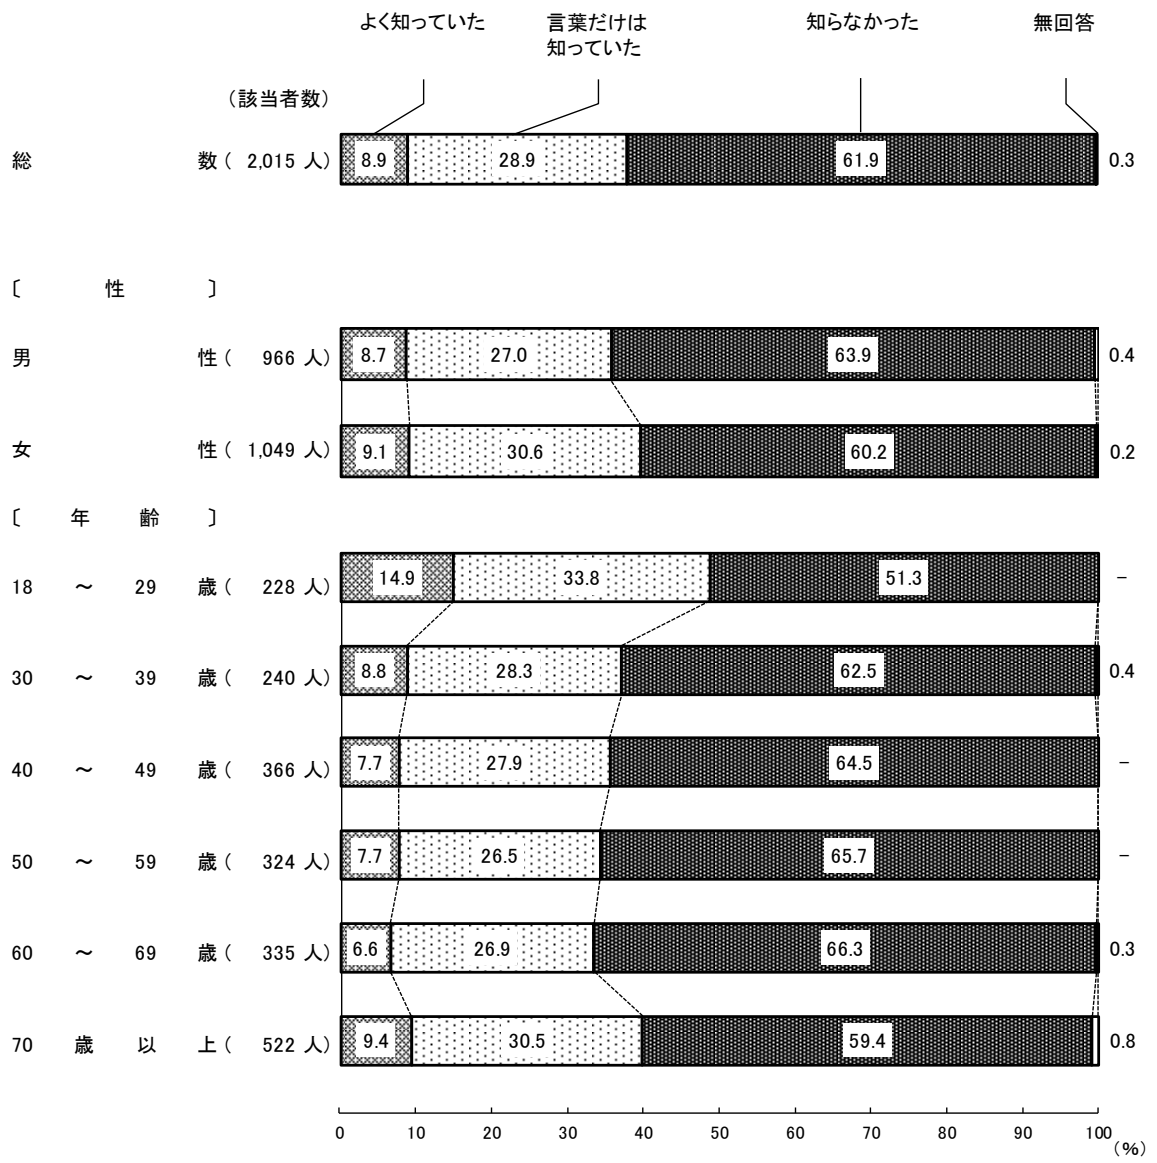 よく知っていた 言葉だけは 知らなかった 無回答
知っていた
(該当者数)
総 数 ( 2,015 人) 8.9 28.9 61.9 0.3
〔 性 〕
男 性 ( 966 人) 8.7 27.0 63.9 0.4
女 性 ( 1,049 人) 9.1 30.6 60.2 0.2
〔 年 齢 〕
18 ～ 29 歳 ( 228 人) 14.9 33.8 51.3 −
30 ～ 39 歳 ( 240 人) 8.8 28.3 62.5 0.4
40 ～ 49 歳 ( 366 人) 7.7 27.9 64.5 −
50 ～ 59 歳 ( 324 人) 7.7 26.5 65.7 −
60 ～ 69 歳 ( 335 人) 6.6 26.9 66.3 0.3
70 歳 以 上 ( 522 人) 9.4 30.5 59.4 0.8
0 10 20 30 40 50 60 70 80 90 100
(%)